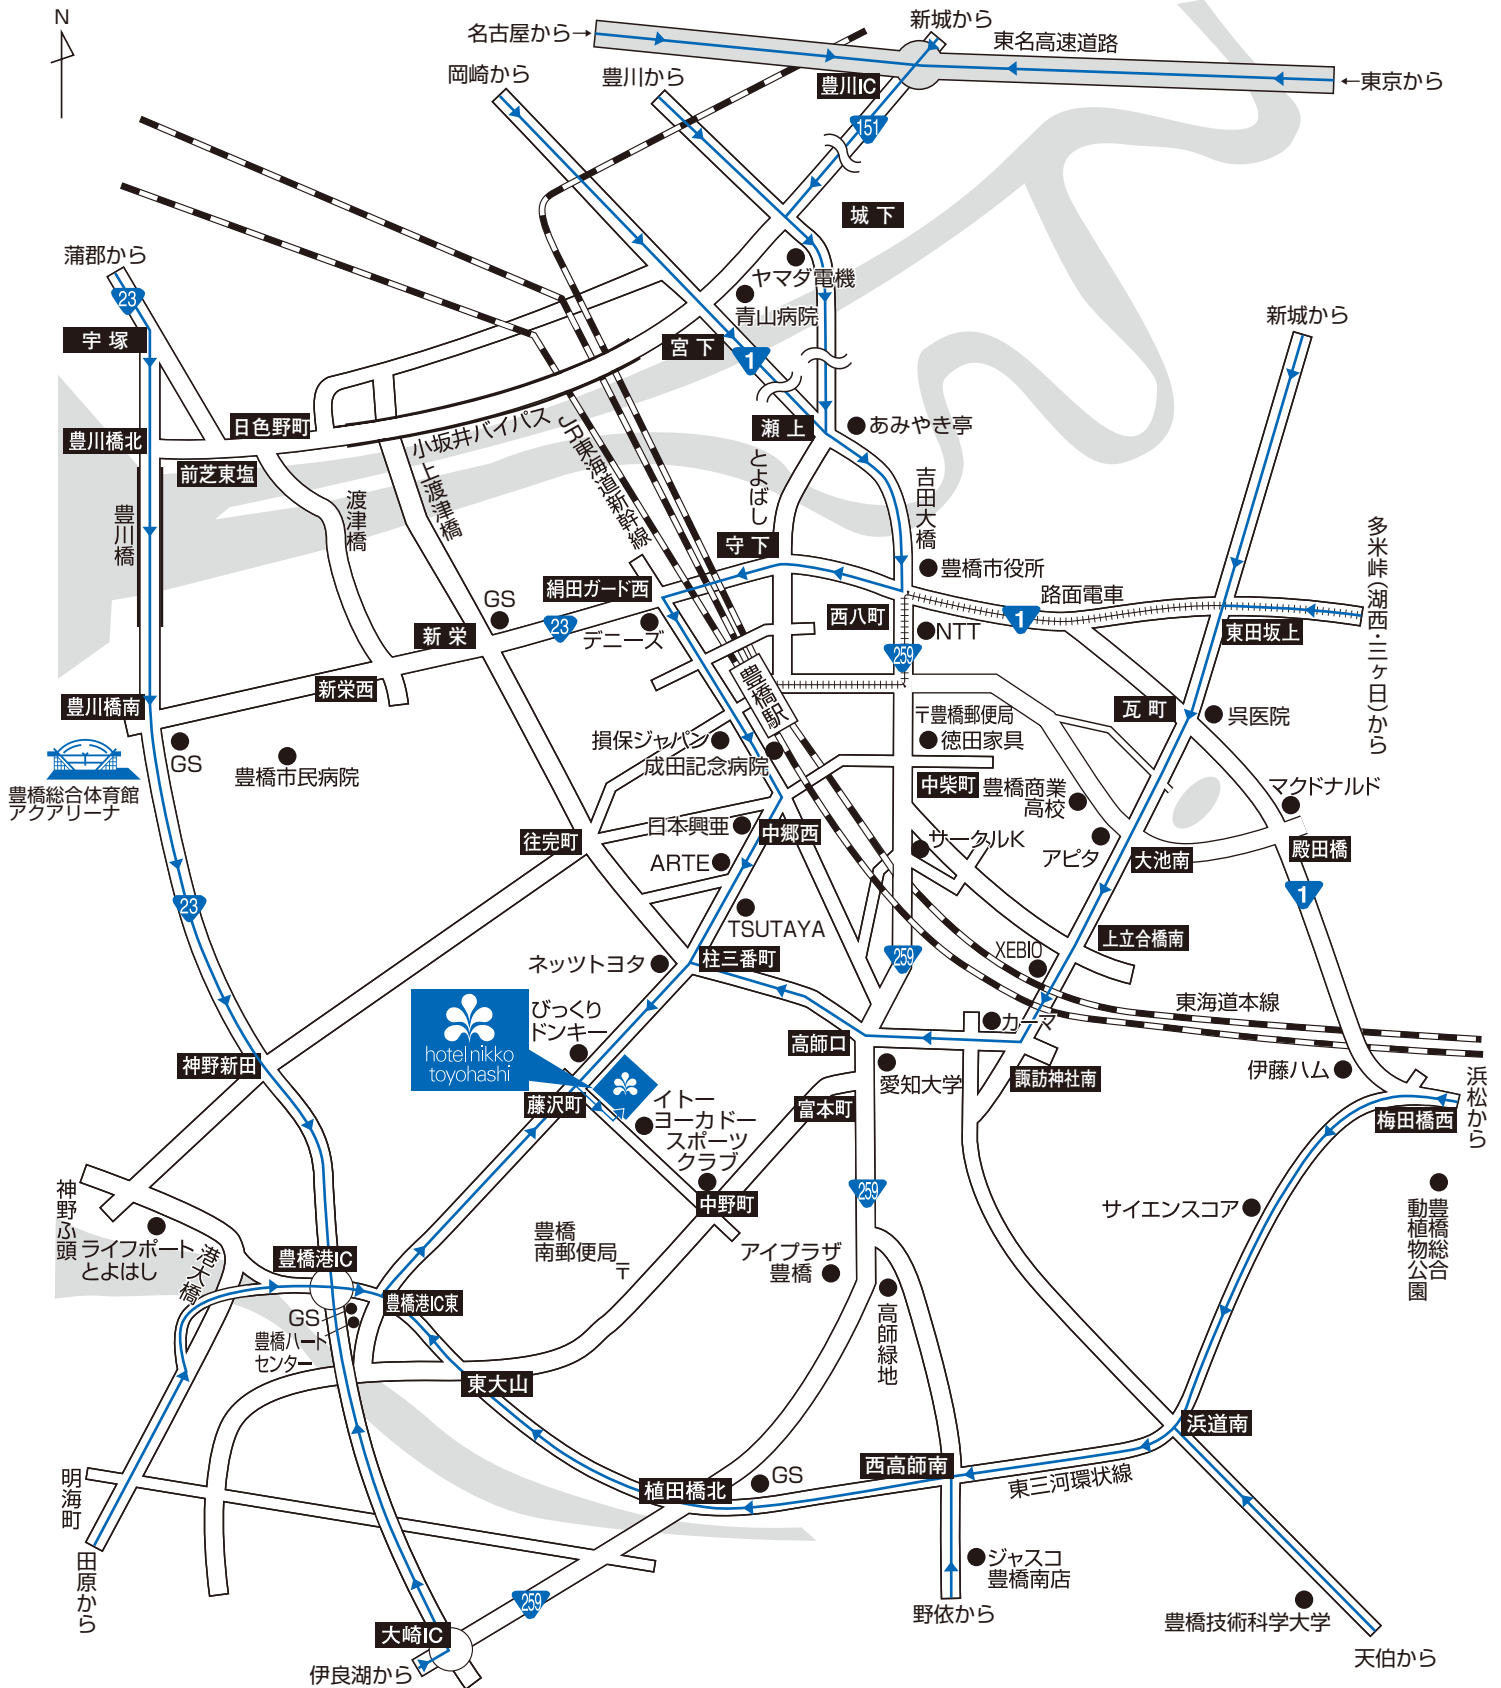 N
名古屋から→
新城から
東名高速道路
岡崎から
豊川から
豊川IC
←東京から
151
城下
蒲郡から
ヤマダ電機
23
青山病院
新城から
宇塚
宮下
1
日色野町
小坂井バイパス
瀬上
あみやき亭
豊川橋北
前芝東塩
上渡津橋
JR東海道新幹線
とよばし
吉田大橋
豊川橋
渡津橋
守下
多米峠(湖西・三ヶ日)から
豊橋市役所
絹田ガード西
路面電車
GS
西八町
1
新栄
23
デニーズ
NTT
東田坂上
259
新栄西
豊橋駅
豊川橋南
〒豊橋郵便局
瓦町
呉医院
損保ジャパン
徳田家具
成田記念病院
GS
豊橋市民病院
豊橋総合体育館
アクアリーナ
中柴町
豊橋商業
高校
マクドナルド
日本興亜
中郷西
往完町
サークルK
アピタ
大池南
殿田橋
ARTE
1
23
TSUTAYA
上立合橋南
柱三番町
259
XEBIO
ネッツトヨタ
東海道本線
びっくり
ドンキー
hotel nikko
toyohashi
カーマ
高師口
神野新田
愛知大学
諏訪神社南
伊藤ハム
浜松から
藤沢町
イトー
ヨーカドー
スポーツ
クラブ
富本町
梅田橋西
神野ふ頭
259
中野町
サイエンスコア
豊橋総合
動植物公園
ライフポート
とよはし
港大橋
豊橋
南郵便局
〒
アイプラザ
豊橋
豊橋港IC
豊橋港IC東
GS
豊橋ハート
センター
高師緑地
東大山
浜道南
西高師南
明海町
植田橋北
GS
東三河環状線
田原から
ジャスコ
豊橋南店
259
野依から
豊橋技術科学大学
大崎IC
伊良湖から
天伯から